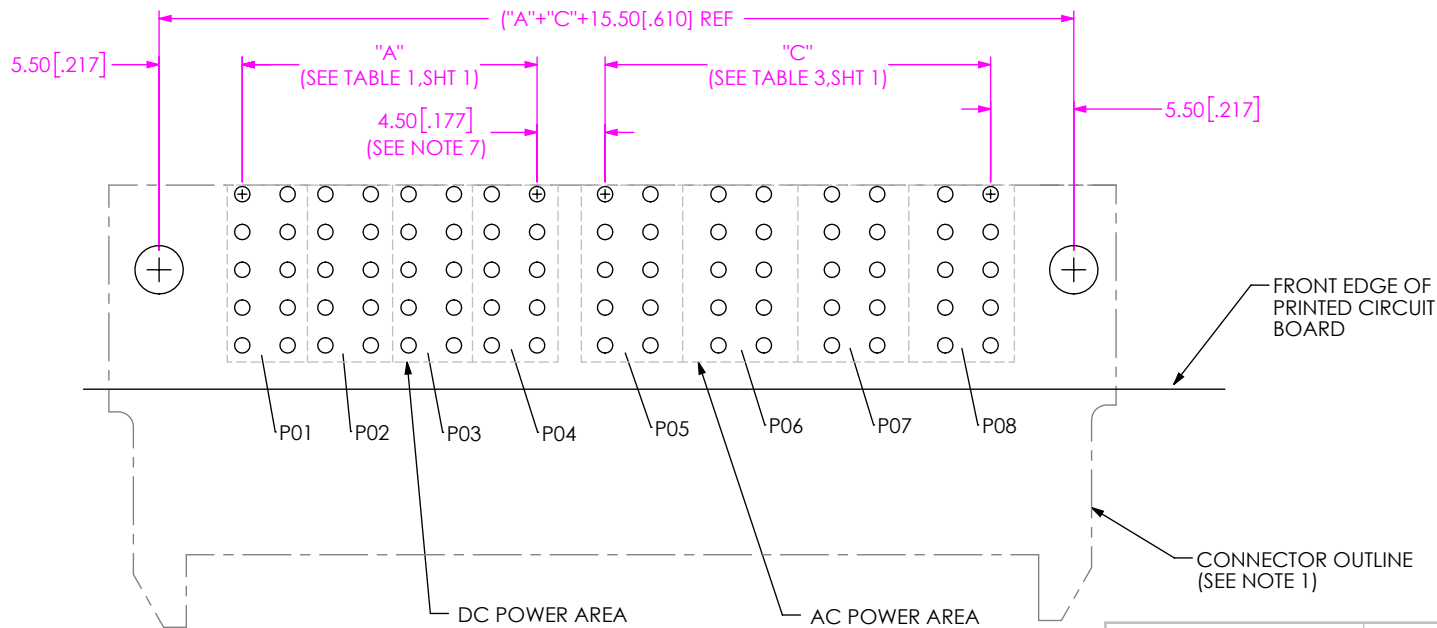 ("A"+"C"+15.50[.610] REF
5.50[.217]
"A"
(SEE TABLE 1,SHT 1)
"C"
(SEE TABLE 3,SHT 1)
4.50[.177]
(SEE NOTE 7)
5.50[.217]
FRONT EDGE OF
PRINTED CIRCUIT
BOARD
P01
P02
P03
P04
P05
P06
P07
P08
CONNECTOR OUTLINE
(SEE NOTE 1)
DC POWER AREA
AC POWER AREA